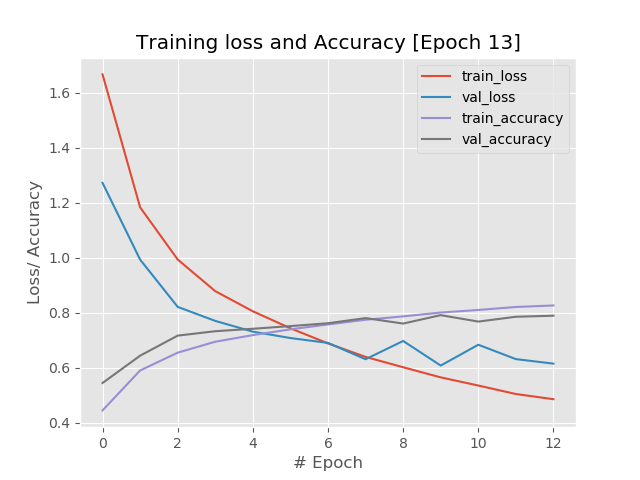 Training loss and Accuracy [Epoch 13]
train_loss
val_loss
train_accuracy
val_accuracy
Loss/ Accuracy
1.6
1.4
1.2
1.0
0.8
0.6
0.4
0 2 4 6 8 10 12
# Epoch